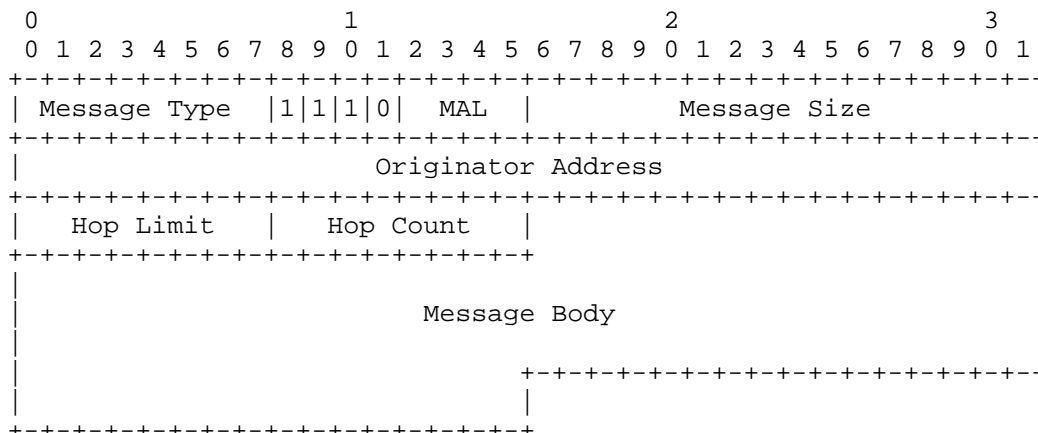 0                   1                   2                   3
 0 1 2 3 4 5 6 7 8 9 0 1 2 3 4 5 6 7 8 9 0 1 2 3 4 5 6 7 8 9 0 1
+-+-+-+-+-+-+-+-+-+-+-+-+-+-+-+-+-+-+-+-+-+-+-+-+-+-+-+-+-+-+-+--
| Message Type  |1|1|1|0|  MAL  |         Message Size
+-+-+-+-+-+-+-+-+-+-+-+-+-+-+-+-+-+-+-+-+-+-+-+-+-+-+-+-+-+-+-+--
|                      Originator Address
+-+-+-+-+-+-+-+-+-+-+-+-+-+-+-+-+-+-+-+-+-+-+-+-+-+-+-+-+-+-+-+--
|   Hop Limit   |   Hop Count   |
+-+-+-+-+-+-+-+-+-+-+-+-+-+-+-+-+
|
|                         Message Body
|
|                               +-+-+-+-+-+-+-+-+-+-+-+-+-+-+-+--
|                               |
+-+-+-+-+-+-+-+-+-+-+-+-+-+-+-+-+